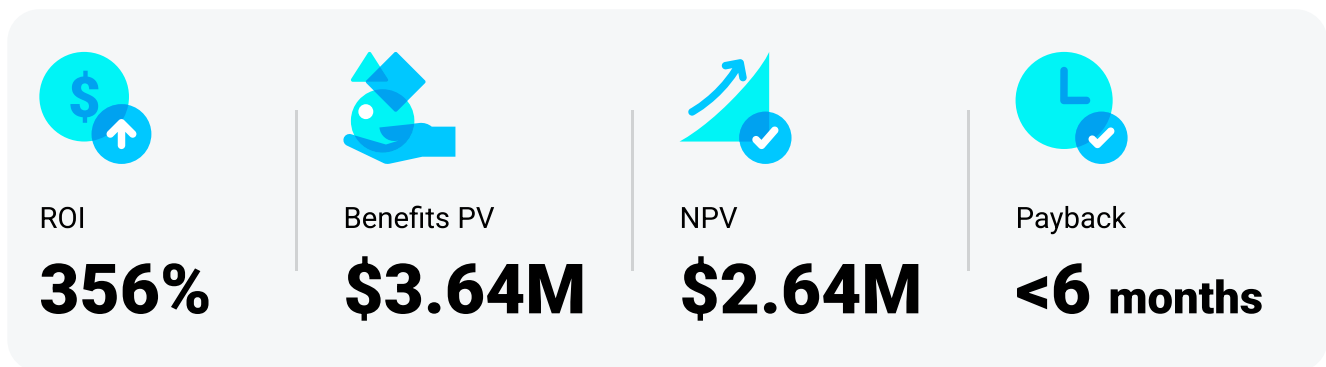 $
ROI
356%
Benefits PV
$3.64M
NPV
$2.64M
Payback
<6 months